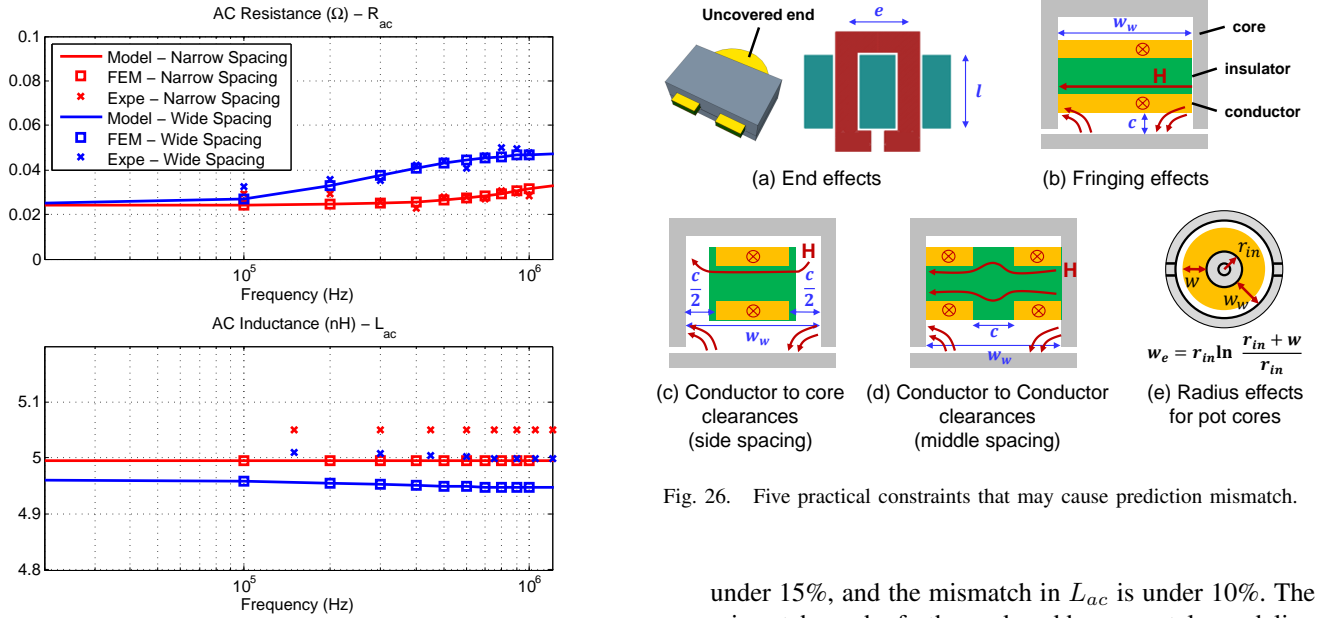 AC Resistance (Ω) – R_ac
0.1
0.08
0.06
0.04
0.02
0
Model – Narrow Spacing
FEM – Narrow Spacing
Expe – Narrow Spacing
Model – Wide Spacing
FEM – Wide Spacing
Expe – Wide Spacing
10^5
10^6
Frequency (Hz)
AC Inductance (nH) – L_ac
5.1
5
4.9
4.8
10^5
10^6
Frequency (Hz)
Uncovered end
e
l
(a) End effects
w_w
core
insulator
conductor
H
c
(b) Fringing effects
H
c/2
c/2
w_w
(c) Conductor to core
clearances
(side spacing)
H
c
w_w
(d) Conductor to Conductor
clearances
(middle spacing)
r_in
w
w_w
w_e = r_in ln (r_in + w)/r_in
(e) Radius effects
for pot cores
Fig. 26. Five practical constraints that may cause prediction mismatch.
under 15%, and the mismatch in L_ac is under 10%. The